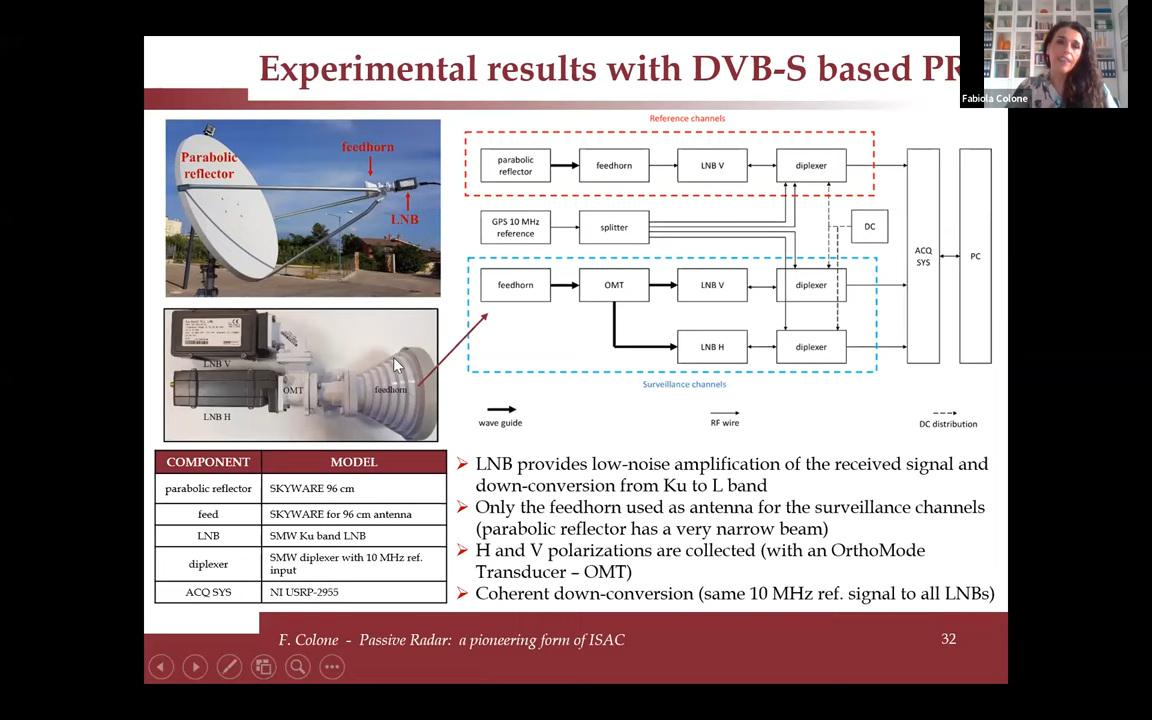 Experimental results with DVB-S based PR
Fabiola Colone
Parabolic
reflector
feedhorn
LNB
LNB V
OMT
feedhorn
LNB H
Reference channels
parabolic
reflector
feedhorn
LNB V
diplexer
GPS 10 MHz
reference
splitter
DC
ACQ
SYS
PC
feedhorn
OMT
LNB V
diplexer
LNB H
diplexer
Surveillance channels
wave guide
RF wire
DC distribution
COMPONENT MODEL
parabolic reflector SKYWARE 96 cm
feed SKYWARE for 96 cm antenna
LNB SMW Ku band LNB
diplexer SMW diplexer with 10 MHz ref.
input
ACQ SYS NI USRP-2955
LNB provides low-noise amplification of the received signal and
down-conversion from Ku to L band
Only the feedhorn used as antenna for the surveillance channels
(parabolic reflector has a very narrow beam)
H and V polarizations are collected (with an OrthoMode
Transducer – OMT)
Coherent down-conversion (same 10 MHz ref. signal to all LNBs)
F. Colone - Passive Radar: a pioneering form of ISAC
32